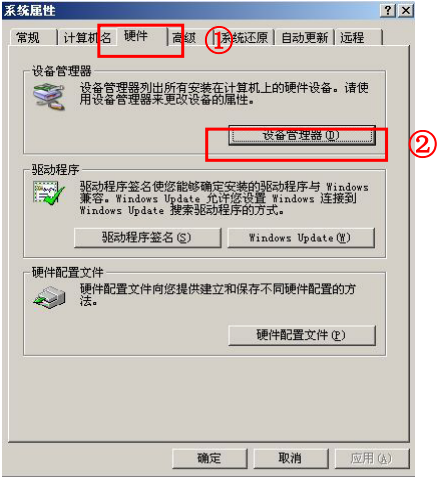 系统属性
常规 计算机名 硬件 高级 ① 系统还原 自动更新 远程
设备管理器
设备管理器列出所有安装在计算机上的硬件设备。请使
用设备管理器来更改设备的属性。
设备管理器(D)
②
驱动程序
驱动程序签名使您能够确定安装的驱动程序与 Windows
兼容。Windows Update 允许您设置 Windows 连接到
Windows Update 搜索驱动程序的方式。
驱动程序签名(S) Windows Update(W)
硬件配置文件
硬件配置文件向您提供建立和保存不同硬件配置的方
法。
硬件配置文件(P)
确定 取消 应用(A)